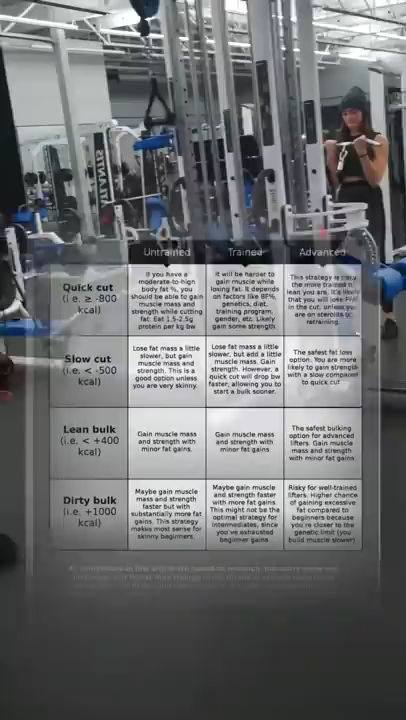 Untrained
Trained
Advanced
Quick cut
(i.e. ≥ -800
kcal)
If you have a
moderate-to-high
body fat %, you
should be able to gain
muscle mass and
strength while cutting
fat. Eat 1.5-2.5g
protein per kg bw
It will be harder to
gain muscle while
losing fat. It depends
on factors like BF%,
genetics, diet,
training program,
gender, etc. Likely
gain some strength
This strategy is risky
the more trained &
lean you are. It's likely
that you will lose FFM
in the cut, unless you
are on steroids or
retraining.
Slow cut
(i.e. < -500
kcal)
Lose fat mass a little
slower, but gain
muscle mass and
strength. This is a
good option unless
you are very skinny.
Lose fat mass a little
slower, but add a little
muscle mass. Gain
strength. However, a
quick cut will drop bw
faster, allowing you to
start a bulk sooner.
The safest fat loss
option. You are more
likely to gain strength
with a slow compared
to quick cut
Lean bulk
(i.e. < +400
kcal)
Gain muscle mass
and strength with
minor fat gains.
Gain muscle mass
and strength with
minor fat gains
The safest bulking
option for advanced
lifters. Gain muscle
mass and strength
with minor fat gains
Dirty bulk
(i.e. +1000
kcal)
Maybe gain muscle
mass and strength
faster but with
substantially more fat
gains. This strategy
makes most sense for
skinny beginners
Maybe gain muscle
and strength faster
with more fat gains.
This might not be the
optimal strategy for
intermediates, since
you've exhausted
beginner gains
Risky for well-trained
lifters. Higher chance
of gaining excessive
fat compared to
beginners because
you're closer to the
genetic limit (you
build muscle slower)